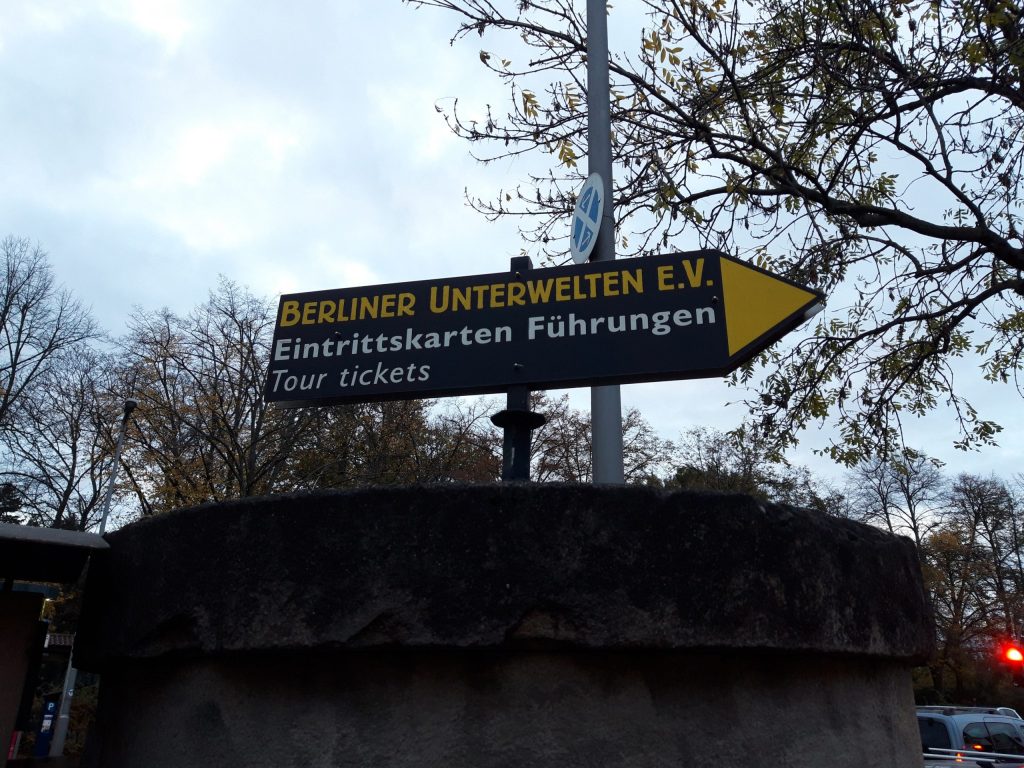 BERLINER UNTERWELTEN E.V.
Eintrittskarten Führungen
Tour tickets
P